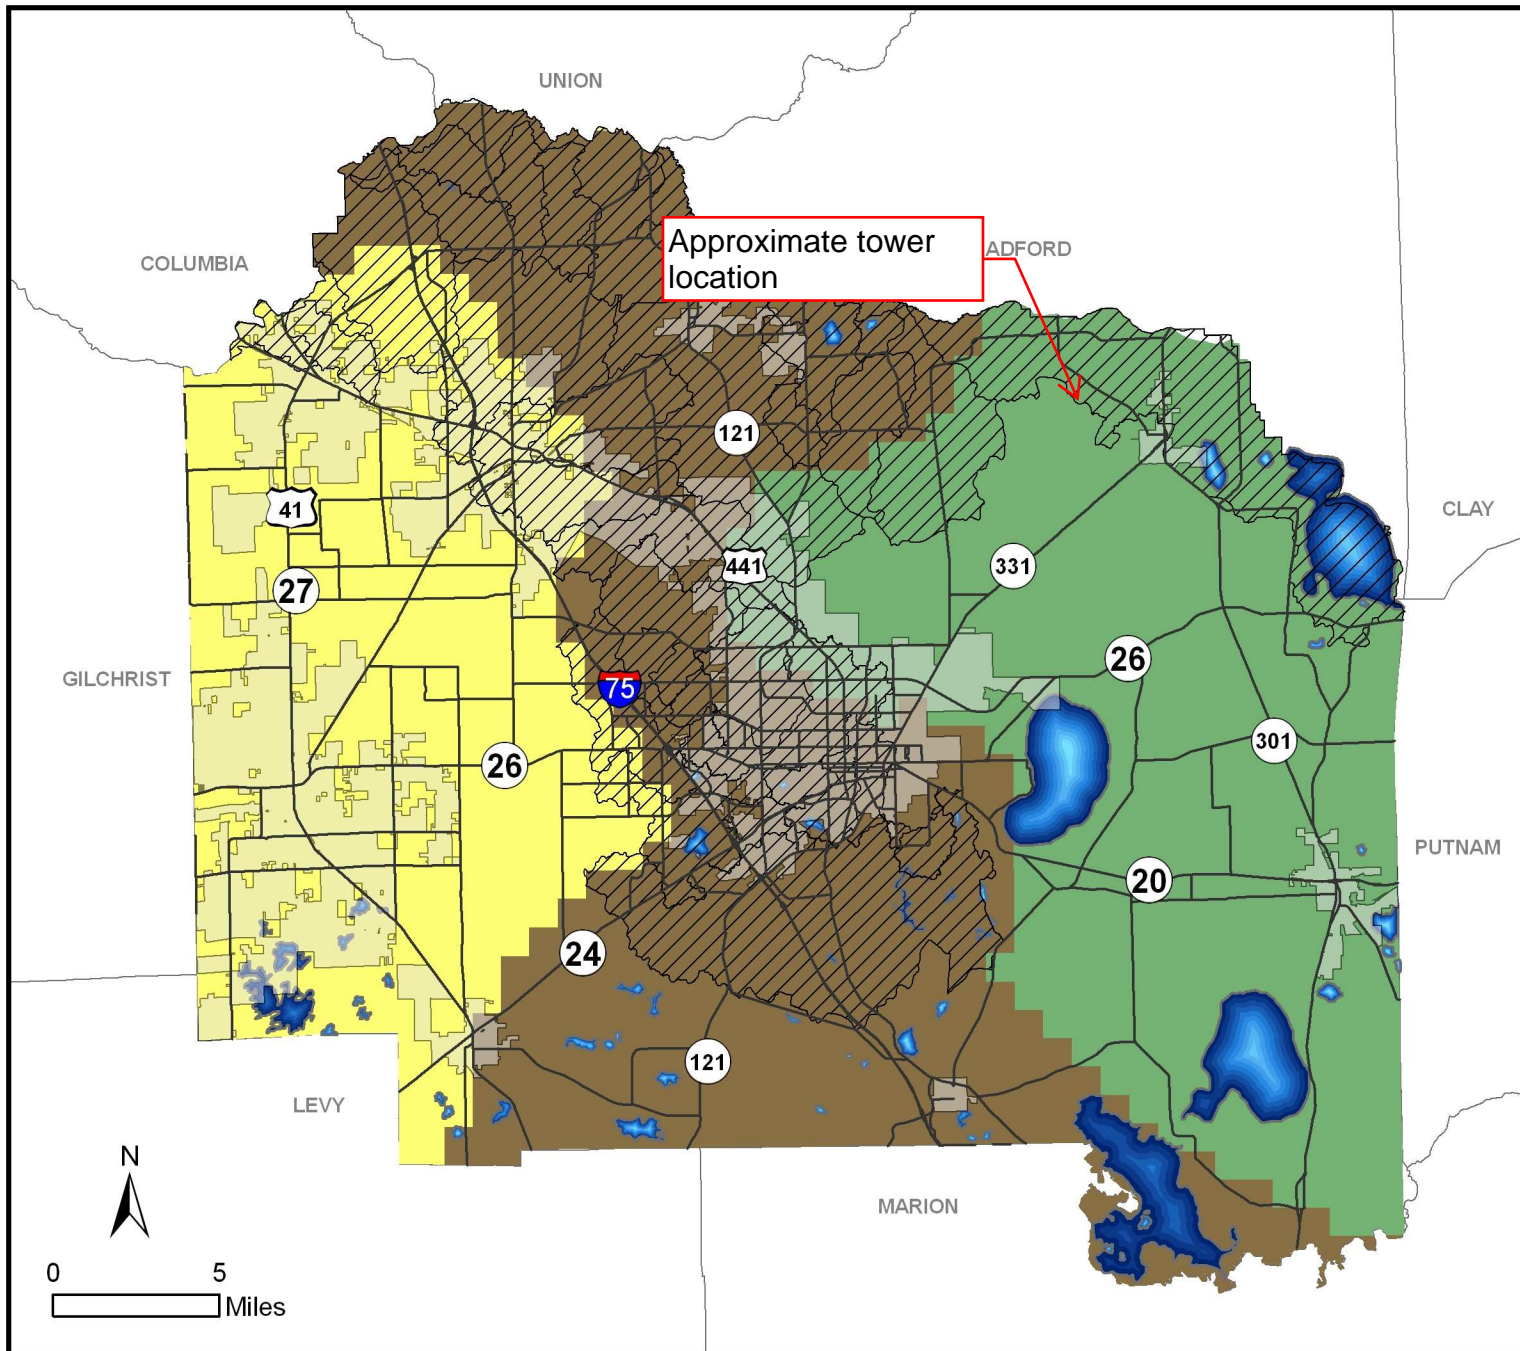 UNION
Approximate tower
location
ADFORD
COLUMBIA
121
41
CLAY
441
331
27
26
GILCHRIST
75
301
26
PUTNAM
20
24
121
LEVY
N
MARION
0 5
Miles